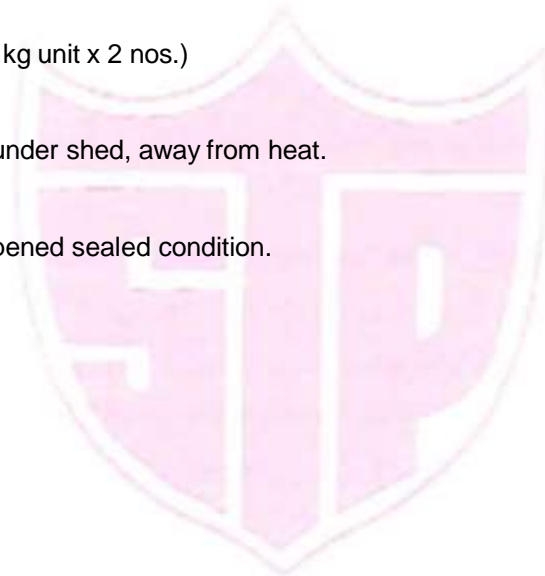 kg unit x 2 nos.)
under shed, away from heat.
pened sealed condition.
STP